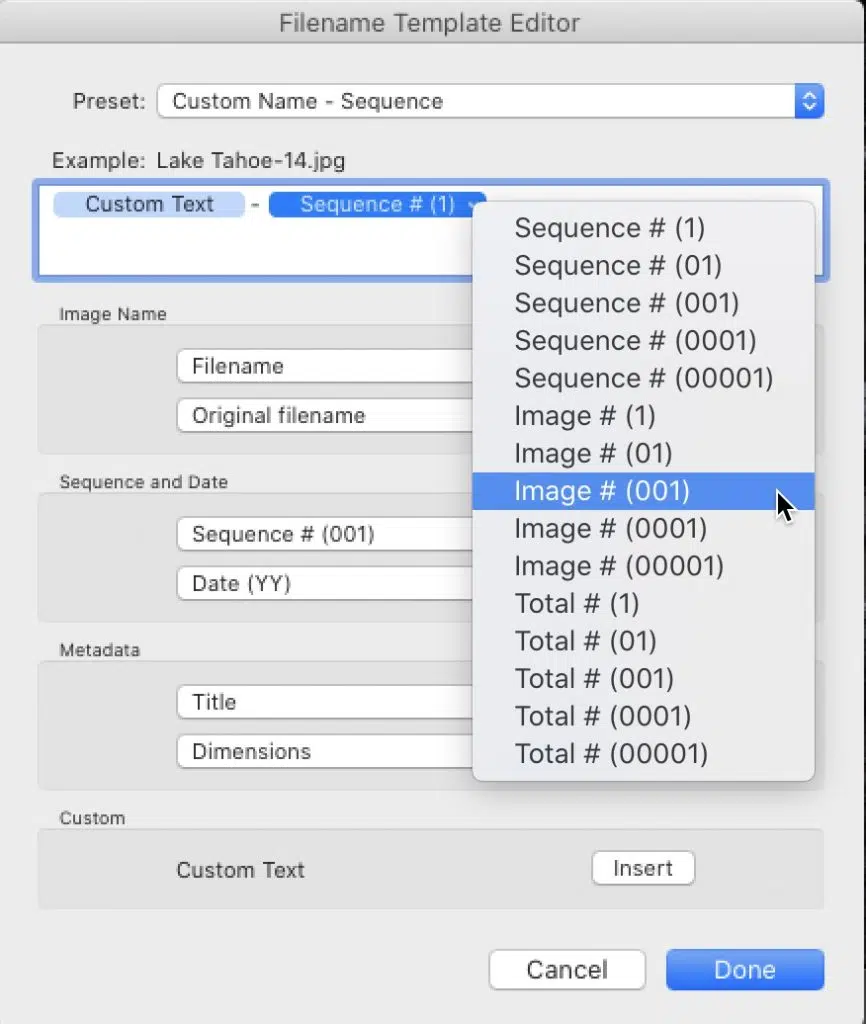 Filename Template Editor
Preset: Custom Name - Sequence
Example: Lake Tahoe-14.jpg
Custom Text - Sequence # (1)
Sequence # (1)
Sequence # (01)
Sequence # (001)
Sequence # (0001)
Sequence # (00001)
Image # (1)
Image # (01)
Image # (001)
Image # (0001)
Image # (00001)
Total # (1)
Total # (01)
Total # (001)
Total # (0001)
Total # (00001)
Image Name
Filename
Original filename
Sequence and Date
Sequence # (001)
Date (YY)
Metadata
Title
Dimensions
Custom
Custom Text Insert
Cancel Done